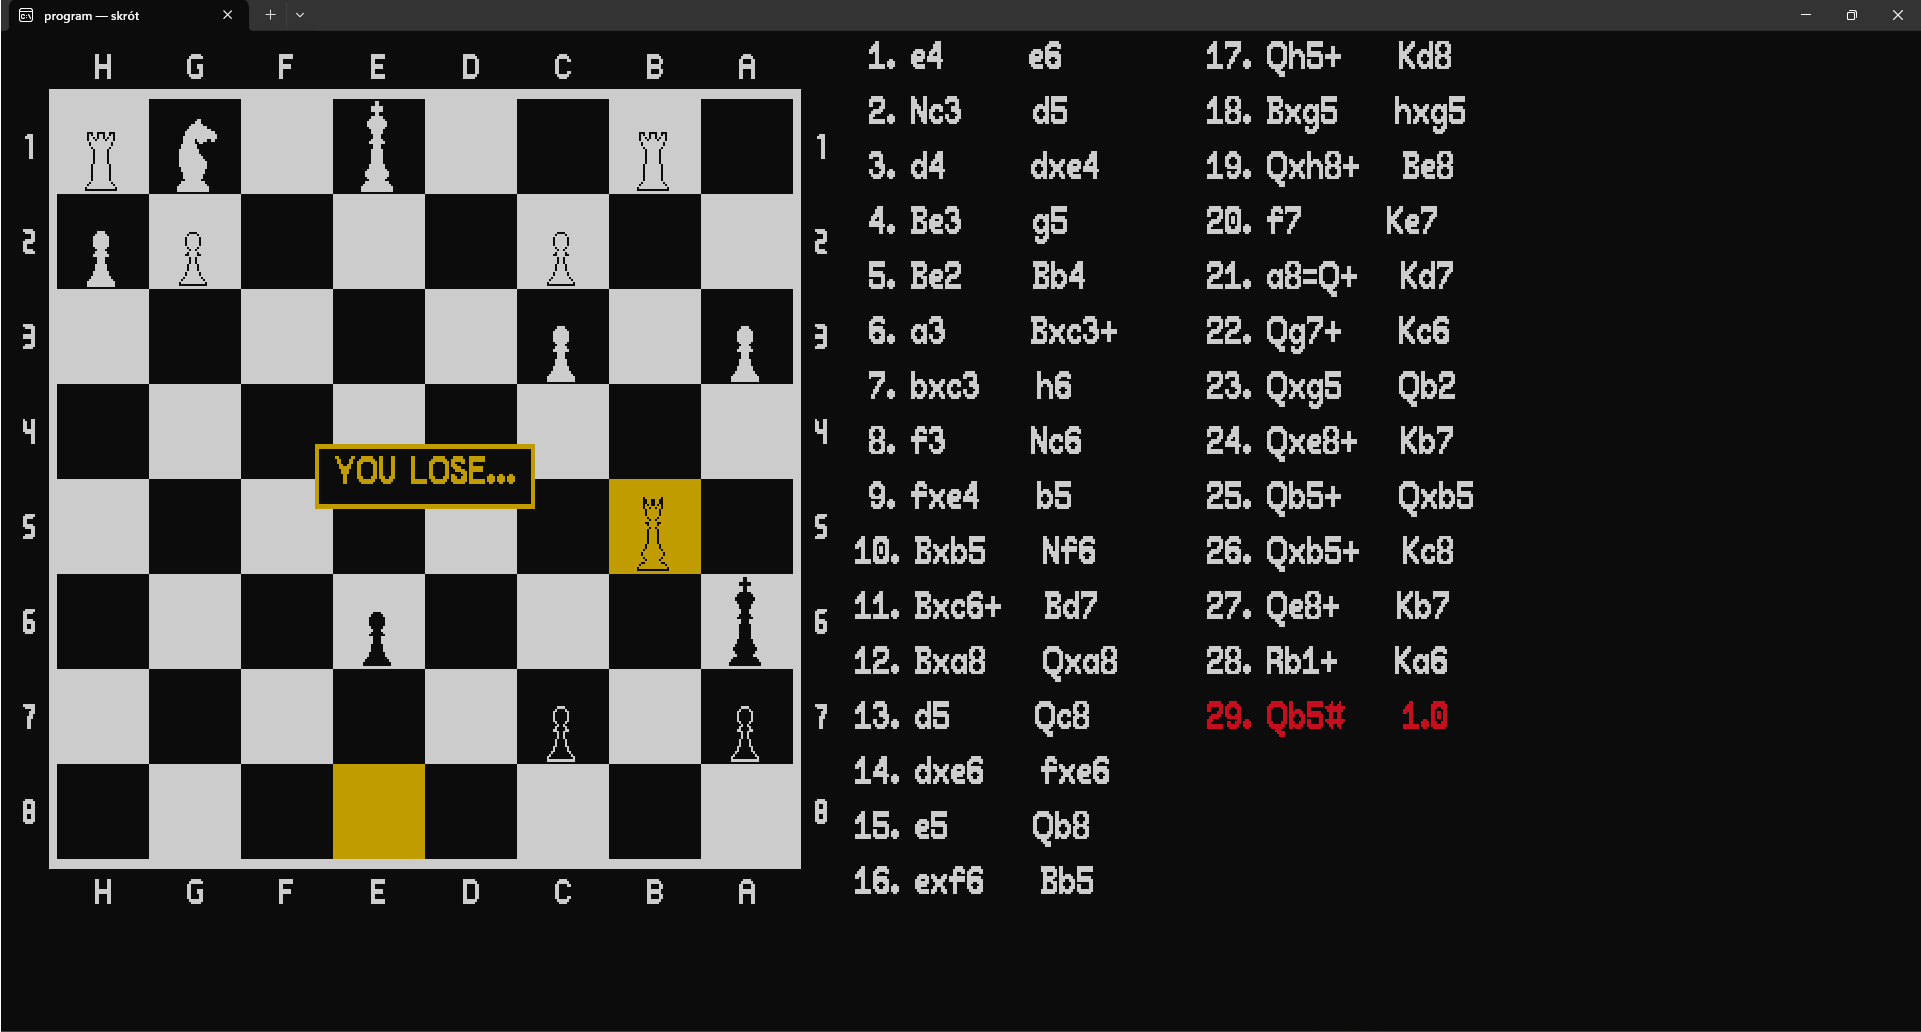 program — skrót
H G F E D C B A
1 1
2 2
3 3
4 4
YOU LOSE...
5 5
6 6
7 7
8 8
H G F E D C B A
1. e4 e6
2. Nc3 d5
3. d4 dxe4
4. Be3 g5
5. Be2 Bb4
6. a3 Bxc3+
7. bxc3 h6
8. f3 Nc6
9. fxe4 b5
10. Bxb5 Nf6
11. Bxc6+ Bd7
12. Bxa8 Qxa8
13. d5 Qc8
14. dxe6 fxe6
15. e5 Qb8
16. exf6 Bb5
17. Qh5+ Kd8
18. Bxg5 hxg5
19. Qxh8+ Be8
20. f7 Ke7
21. a8=Q+ Kd7
22. Qg7+ Kc6
23. Qxg5 Qb2
24. Qxe8+ Kb7
25. Qb5+ Qxb5
26. Qxb5+ Kc8
27. Qe8+ Kb7
28. Rb1+ Ka6
29. Qb5# 1.0